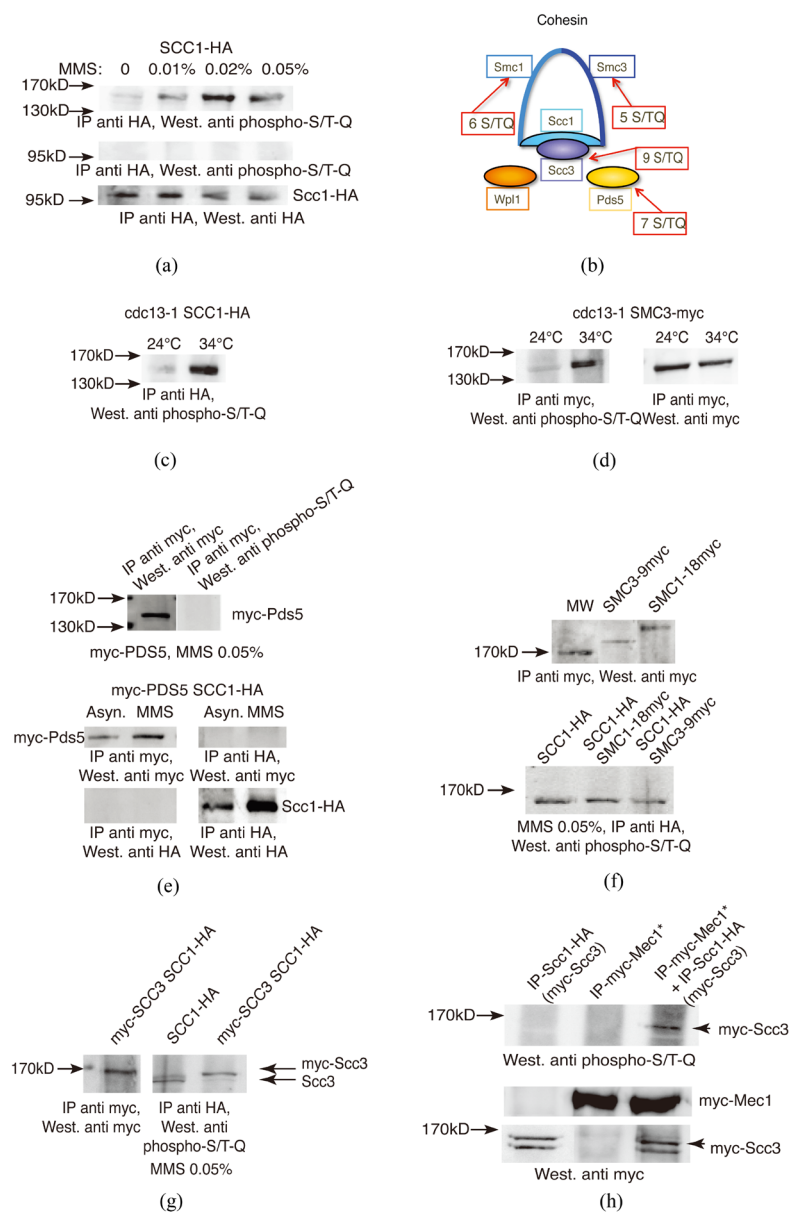 SCC1-HA
MMS: 0 0.01% 0.02% 0.05%
170kD
130kD
IP anti HA, West. anti phospho-S/T-Q
95kD
IP anti HA, West. anti phospho-S/T-Q
95kD
Scc1-HA
IP anti HA, West. anti HA
(a)
Cohesin
Smc1
Smc3
6 S/TQ
5 S/TQ
Scc1
9 S/TQ
Scc3
Wpl1
Pds5
7 S/TQ
(b)
cdc13-1 SCC1-HA
24°C 34°C
170kD
130kD
IP anti HA,
West. anti phospho-S/T-Q
(c)
cdc13-1 SMC3-myc
24°C 34°C 24°C 34°C
170kD
130kD
IP anti myc, IP anti myc,
West. anti phospho-S/T-Q West. anti myc
(d)
IP anti myc,
West. anti myc
IP anti myc,
West. anti phospho-S/T-Q
170kD
130kD
myc-Pds5
myc-PDS5, MMS 0.05%
myc-PDS5 SCC1-HA
Asyn. MMS Asyn. MMS
myc-Pds5
IP anti myc, IP anti HA,
West. anti myc West. anti myc
Scc1-HA
IP anti myc, IP anti HA,
West. anti HA West. anti HA
(e)
MW
SMC3-9myc
SMC1-18myc
170kD
IP anti myc, West. anti myc
SCC1-HA
SCC1-HA
SMC1-18myc
SCC1-HA
SMC3-9myc
170kD
MMS 0.05%, IP anti HA,
West. anti phospho-S/T-Q
(f)
myc-SCC3 SCC1-HA
SCC1-HA
myc-SCC3 SCC1-HA
170kD
myc-Scc3
Scc3
IP anti myc, IP anti HA,
West. anti myc West. anti
phospho-S/T-Q
MMS 0.05%
(g)
IP-Scc1-HA
(myc-Scc3)
IP-myc-Mec1*
IP-myc-Mec1*
+ IP-Scc1-HA
(myc-Scc3)
170kD
myc-Scc3
West. anti phospho-S/T-Q
myc-Mec1
170kD
myc-Scc3
West. anti myc
(h)